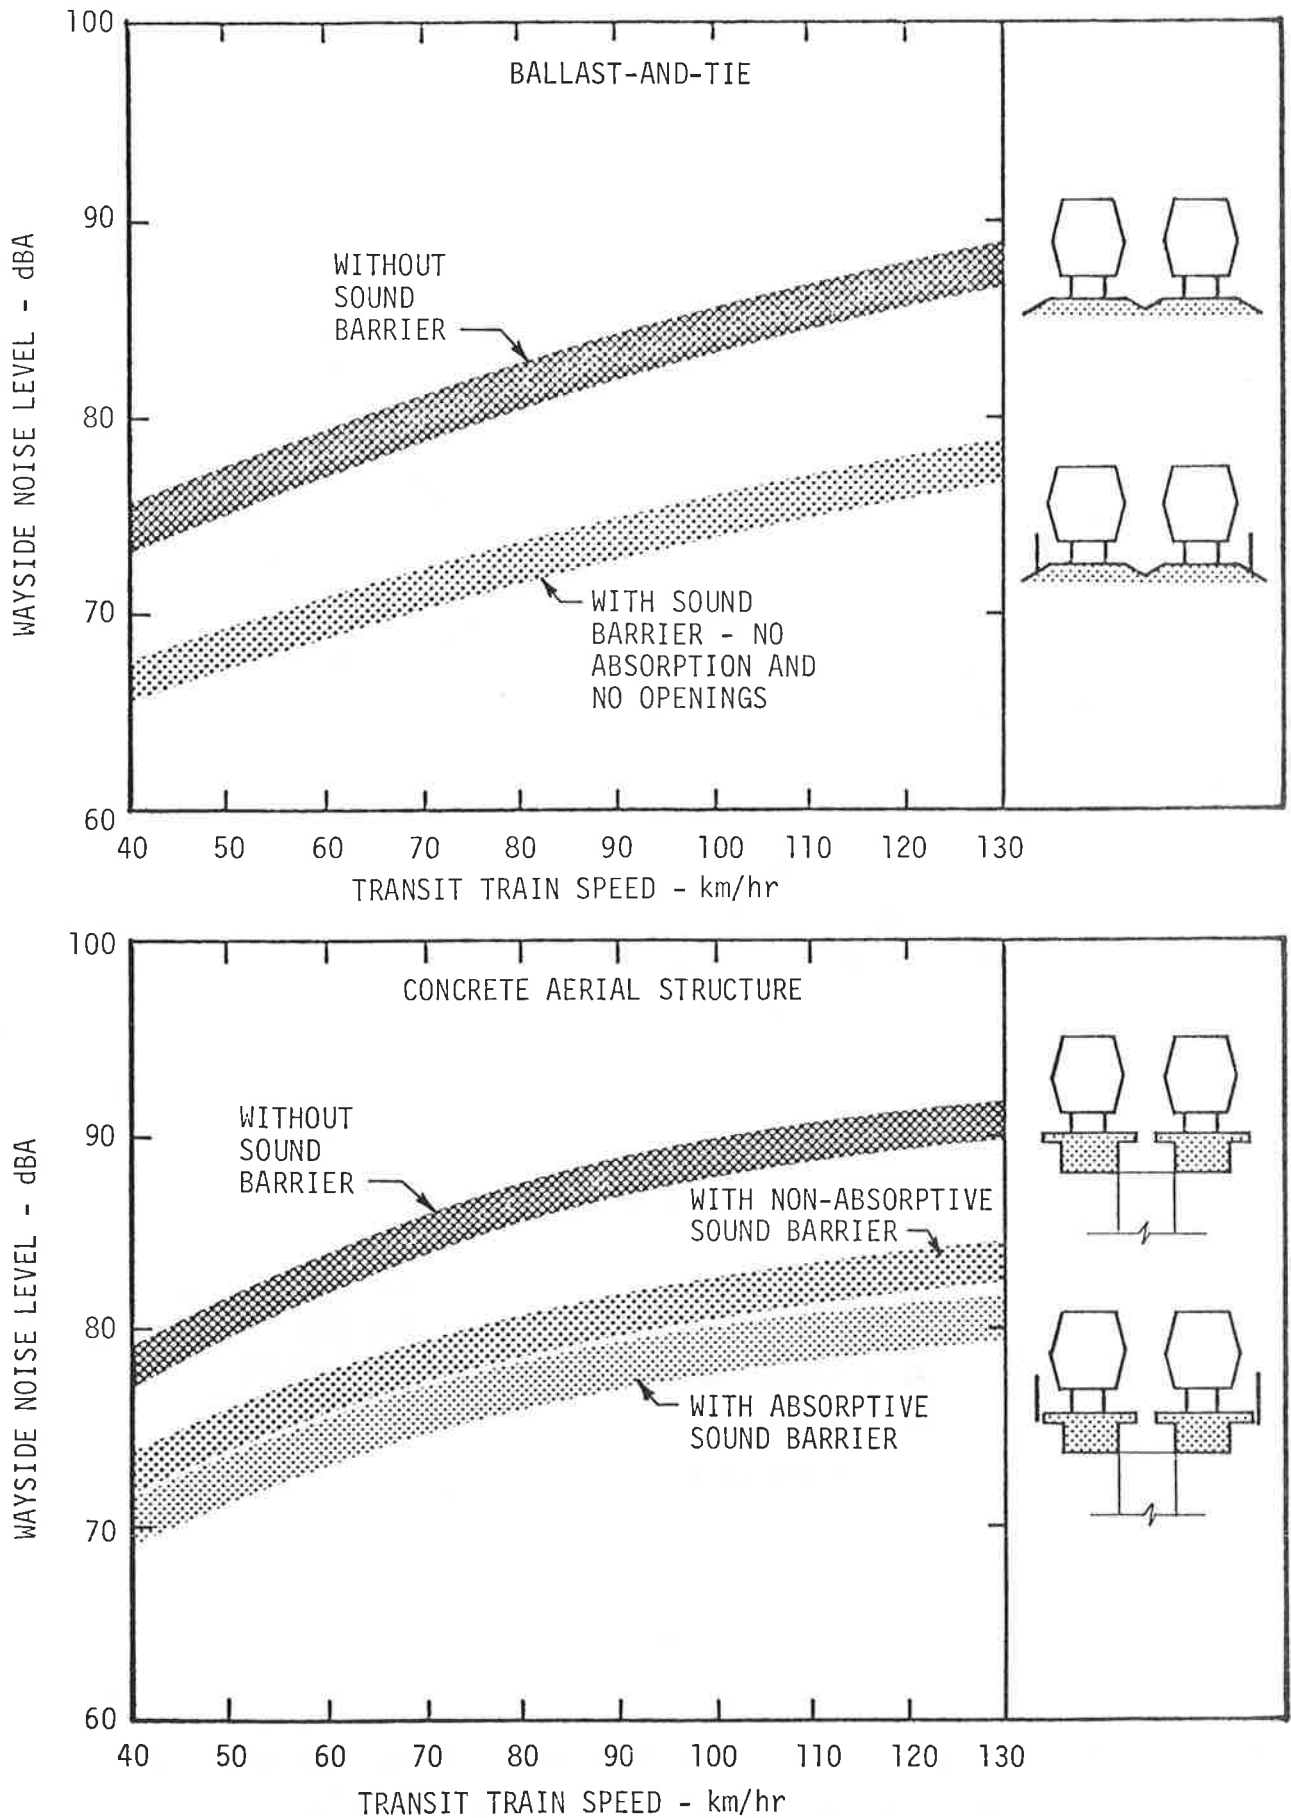 100
BALLAST-AND-TIE
90
WITHOUT
SOUND
BARRIER
80
WITH SOUND
BARRIER - NO
ABSORPTION AND
NO OPENINGS
70
60
WAYSIDE NOISE LEVEL - dBA
40 50 60 70 80 90 100 110 120 130
TRANSIT TRAIN SPEED - km/hr
100
CONCRETE AERIAL STRUCTURE
90
WITHOUT
SOUND
BARRIER
WITH NON-ABSORPTIVE
SOUND BARRIER
80
WITH ABSORPTIVE
SOUND BARRIER
70
60
WAYSIDE NOISE LEVEL - dBA
40 50 60 70 80 90 100 110 120 130
TRANSIT TRAIN SPEED - km/hr